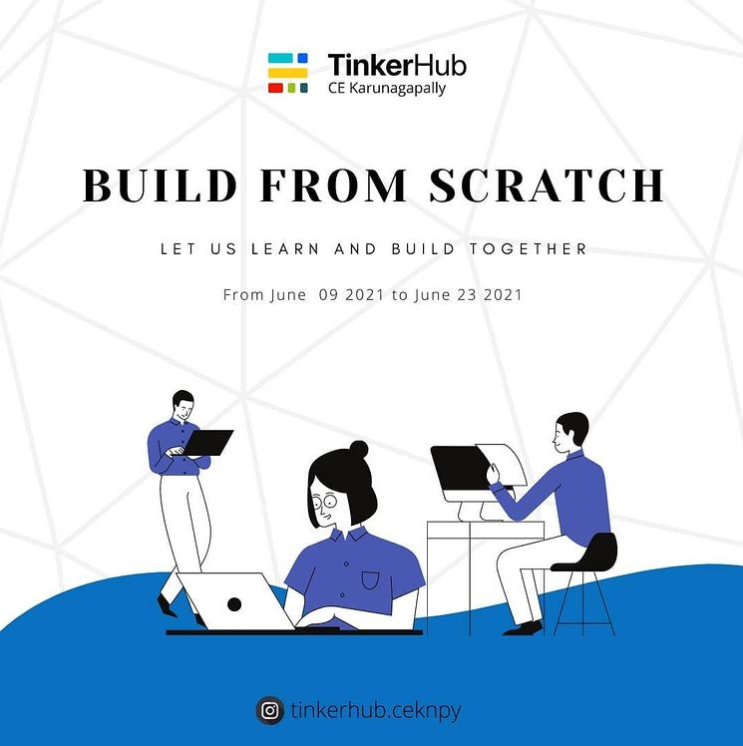 TinkerHub
CE Karunagapally
BUILD FROM SCRATCH
LET US LEARN AND BUILD TOGETHER
From June 09 2021 to June 23 2021
tinkerhub.ceknpy